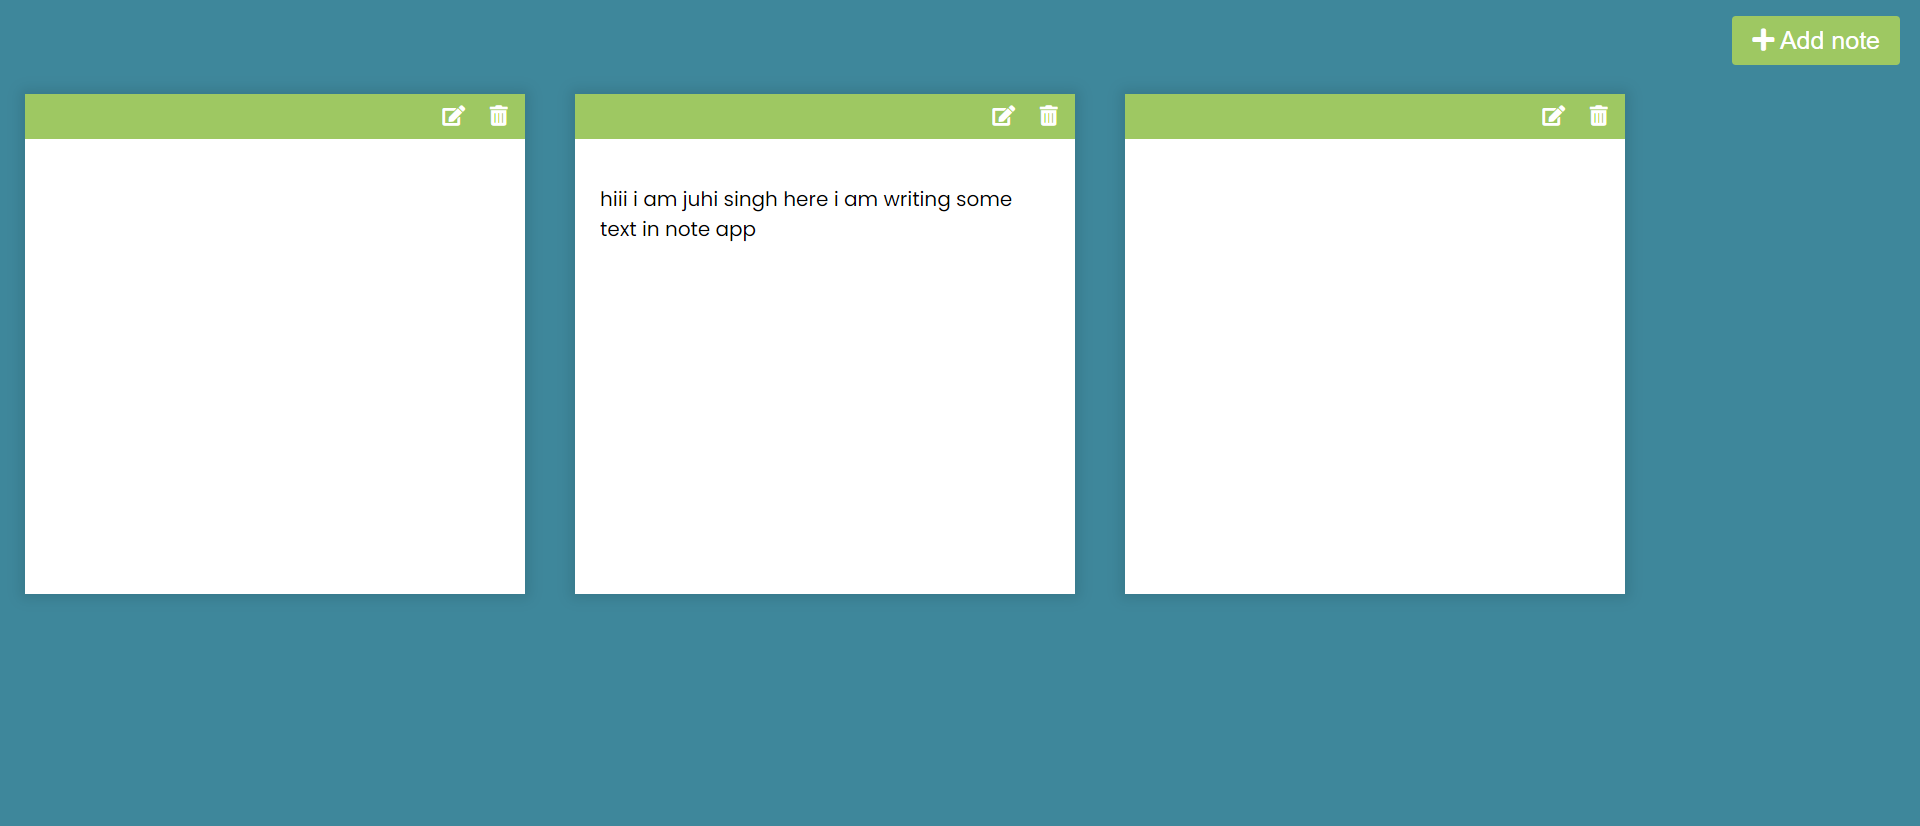 Add note
hiii i am juhi singh here i am writing some
text in note app